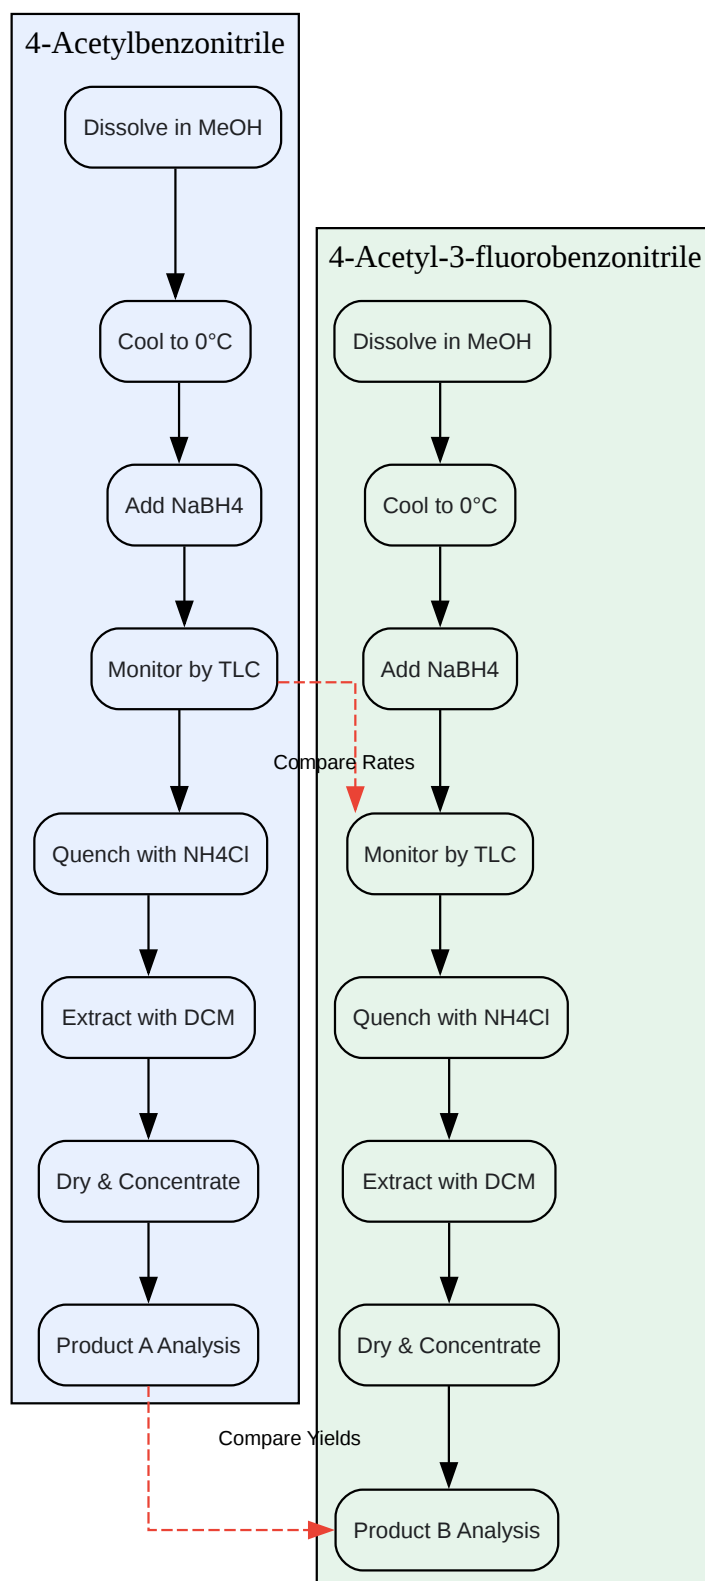 4-Acetylbenzonitrile
Dissolve in MeOH
Cool to 0°C
Add NaBH4
Monitor by TLC
Quench with NH4Cl
Extract with DCM
Dry & Concentrate
Product A Analysis
4-Acetyl-3-fluorobenzonitrile
Dissolve in MeOH
Cool to 0°C
Add NaBH4
Monitor by TLC
Quench with NH4Cl
Extract with DCM
Dry & Concentrate
Product B Analysis
Compare Rates
Compare Yields